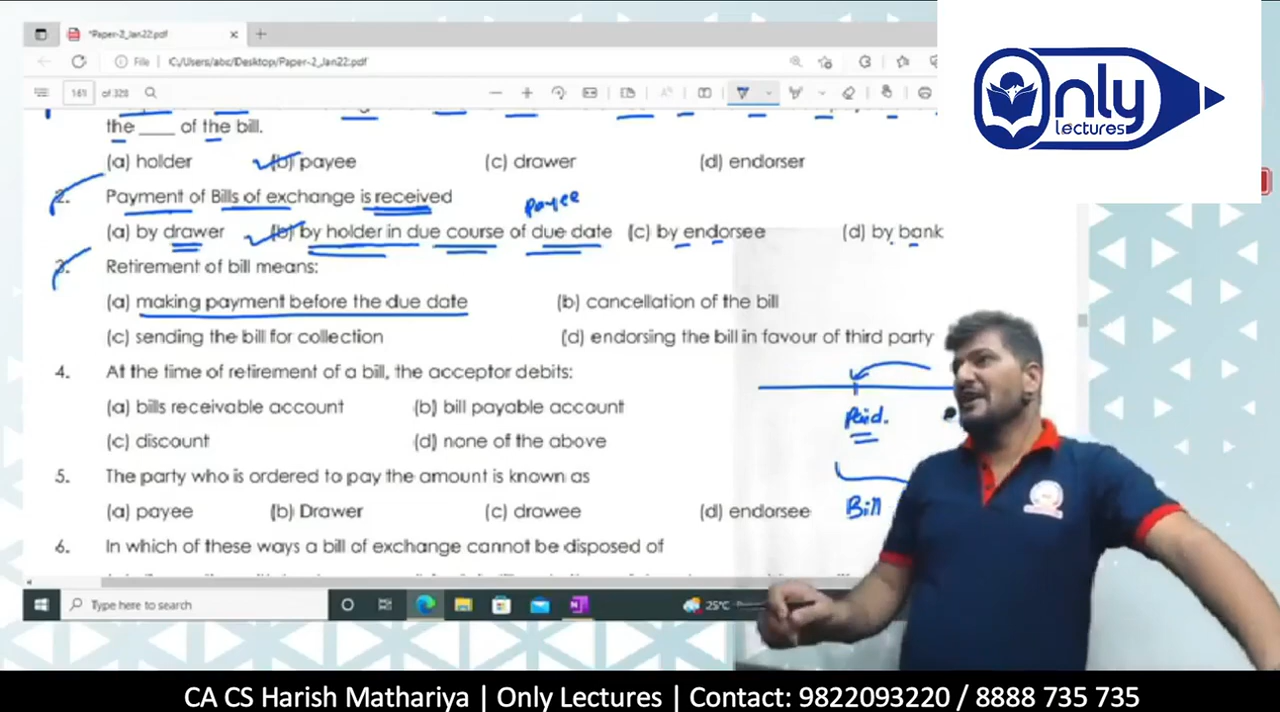 *Paper-2_Jan22.pdf
File C:/Users/abc/Desktop/Paper-2_Jan22.pdf
161 of 328
nly
lectures
the ____ of the bill.
(a) holder (b) payee (c) drawer (d) endorser
2. Payment of Bills of exchange is received
payee
(a) by drawer (b) by holder in due course of due date (c) by endorsee (d) by bank
3. Retirement of bill means:
(a) making payment before the due date (b) cancellation of the bill
(c) sending the bill for collection (d) endorsing the bill in favour of third party
4. At the time of retirement of a bill, the acceptor debits:
(a) bills receivable account (b) bill payable account
Paid.
(c) discount (d) none of the above
5. The party who is ordered to pay the amount is known as
(a) payee (b) Drawer (c) drawee (d) endorsee
Bill
6. In which of these ways a bill of exchange cannot be disposed of
Type here to search
25°C
CA CS Harish Mathariya | Only Lectures | Contact: 9822093220 / 8888 735 735